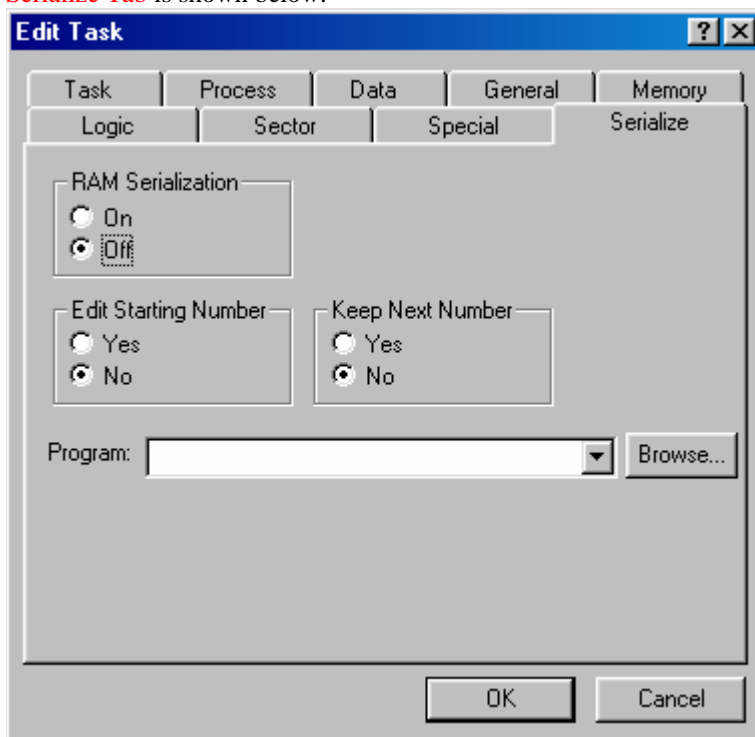 Serialize Tab is shown below.
Edit Task
Task Process Data General Memory
Logic Sector Special Serialize
RAM Serialization
On
Off
Edit Starting Number Keep Next Number
Yes Yes
No No
Program: Browse...
OK Cancel